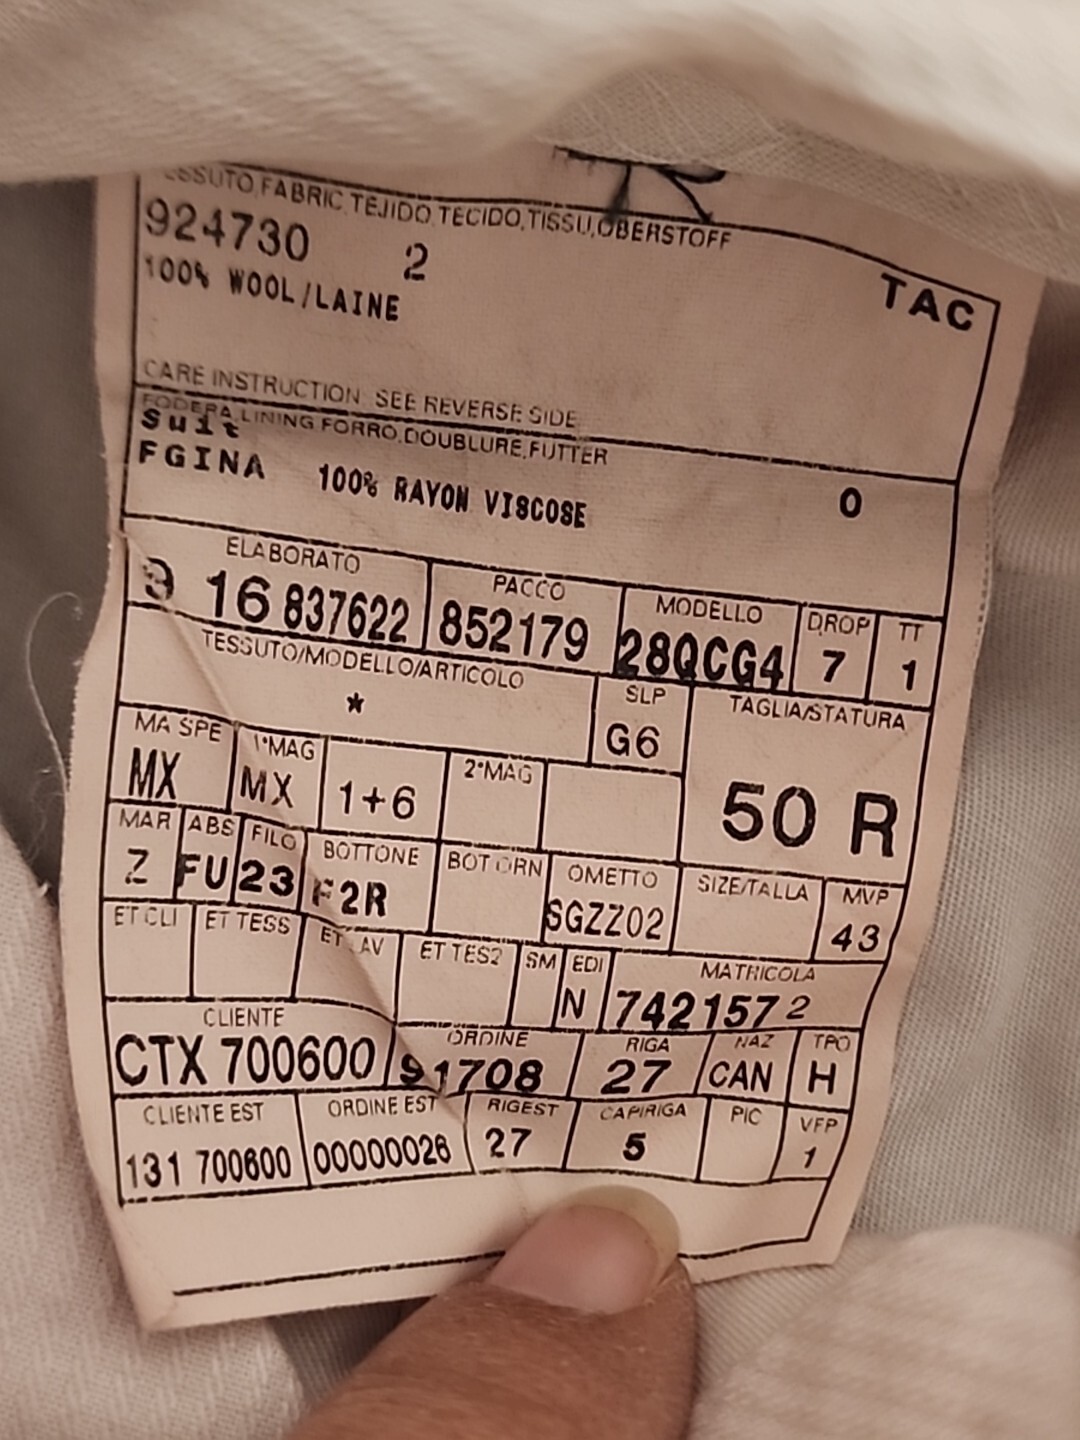 TESSUTO,FABRIC,TEJIDO,TECIDO,TISSU,OBERSTOFF
924730 2 TAC
100% WOOL/LAINE
CARE INSTRUCTION: SEE REVERSE SIDE
FODERA,LINING FORRO,DOUBLURE,FUTTER
Suit
FGINA 100% RAYON VISCOSE 0
ELABORATO PACCO MODELLO DROP TT
9 16 837622 852179 28QCG4 7 1
TESSUTO/MODELLO/ARTICOLO SLP TAGLIA/STATURA
* G6 50 R
MA SPE 1°MAG 2°MAG
MX MX 1+6
MAR ABS FILO BOTTONE BOT ORN OMETTO SIZE/TALLA MVP
Z FU 23 F2R SGZZ02 43
ET CLI ET TESS ET LAV ET TES2 SM EDI MATRICOLA
N 742157 2
CLIENTE ORDINE RIGA NAZ TPO
CTX 700600 91708 27 CAN H
CLIENTE EST ORDINE EST RIGEST CAPIRIGA PIC VFP
131 700600 00000026 27 5 1